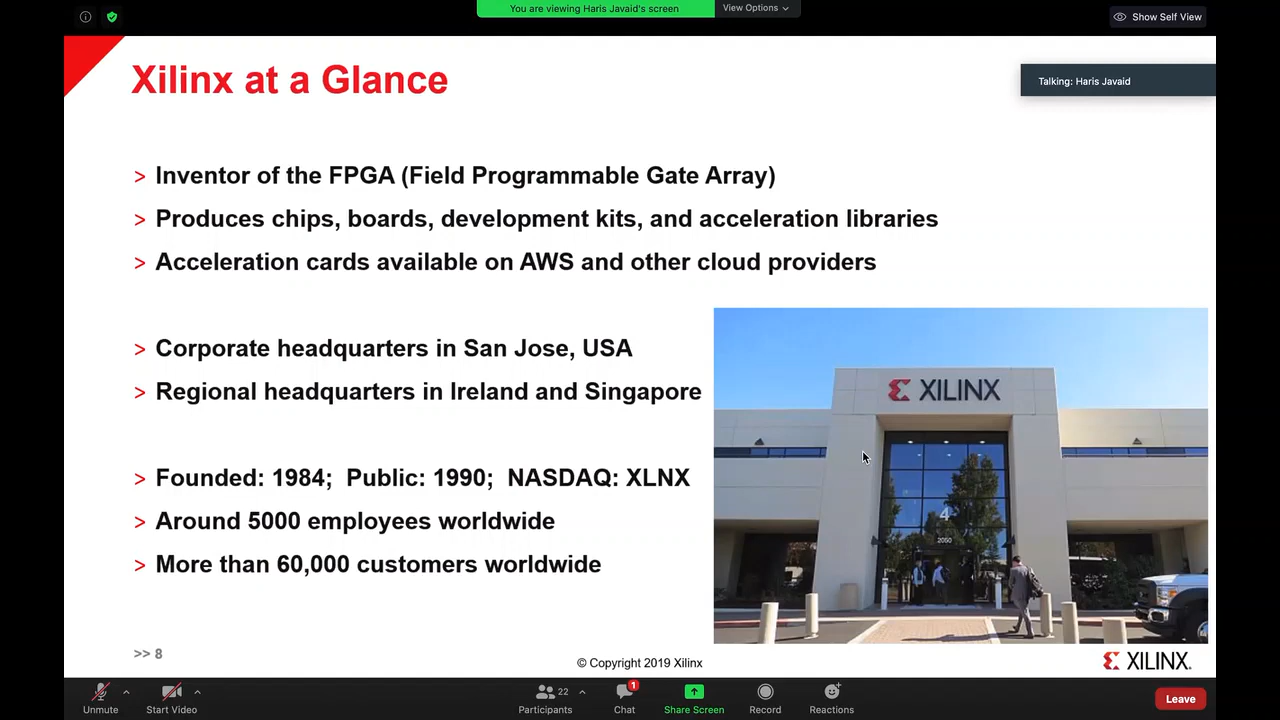 You are viewing Haris Javaid's screen
View Options
Show Self View
Xilinx at a Glance
Talking: Haris Javaid
> Inventor of the FPGA (Field Programmable Gate Array)
> Produces chips, boards, development kits, and acceleration libraries
> Acceleration cards available on AWS and other cloud providers
> Corporate headquarters in San Jose, USA
> Regional headquarters in Ireland and Singapore
XILINX
> Founded: 1984; Public: 1990; NASDAQ: XLNX
> Around 5000 employees worldwide
> More than 60,000 customers worldwide
4
2050
>> 8
© Copyright 2019 Xilinx
XILINX.
Unmute
Start Video
22
Participants
1
Chat
Share Screen
Record
Reactions
Leave